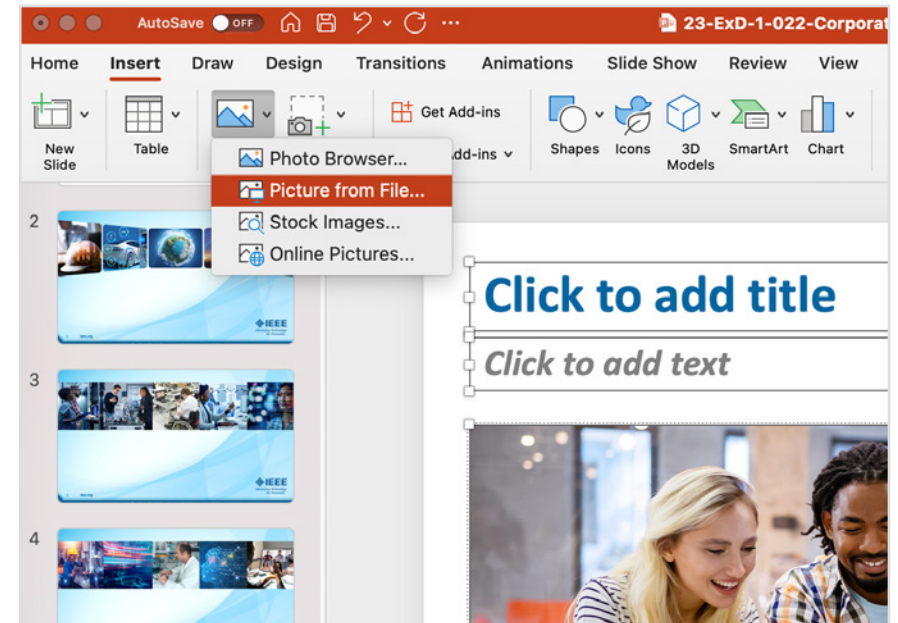 AutoSave OFF
23-ExD-1-022-Corporat
Home Insert Draw Design Transitions Animations Slide Show Review View
Get Add-ins
dd-ins
New Slide
Table
Shapes
Icons
3D Models
SmartArt
Chart
Photo Browser...
Picture from File...
Stock Images...
Online Pictures...
2
IEEE
3
IEEE
4
Click to add title
Click to add text